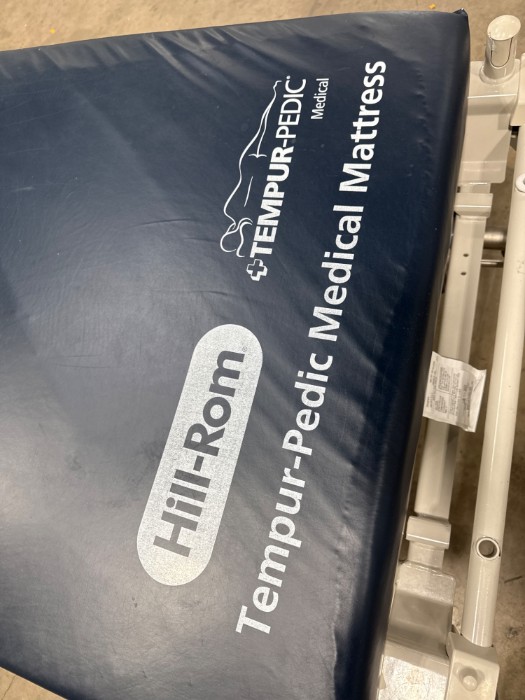 Hill-Rom
+TEMPUR-PEDIC®
Medical
Tempur-Pedic Medical Mattress